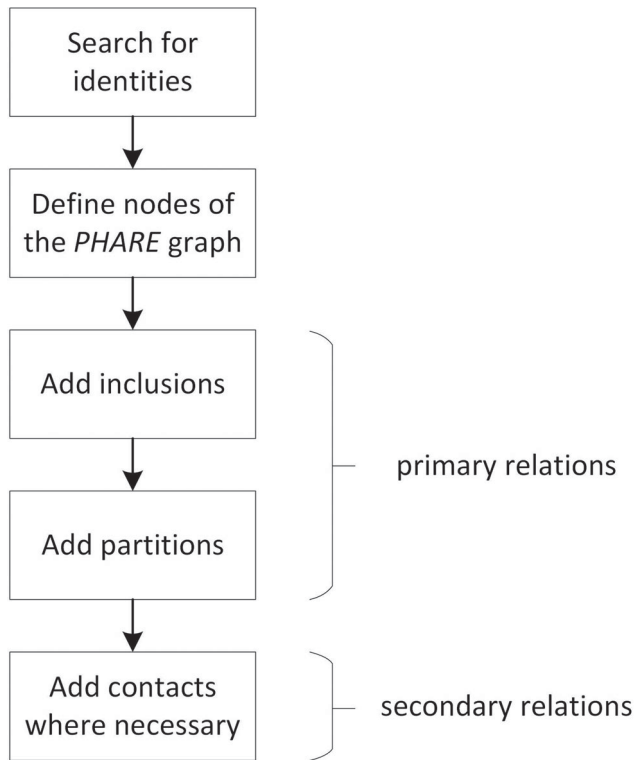 Search for
identities
Define nodes of
the PHARE graph
Add inclusions
primary relations
Add partitions
Add contacts
where necessary
secondary relations